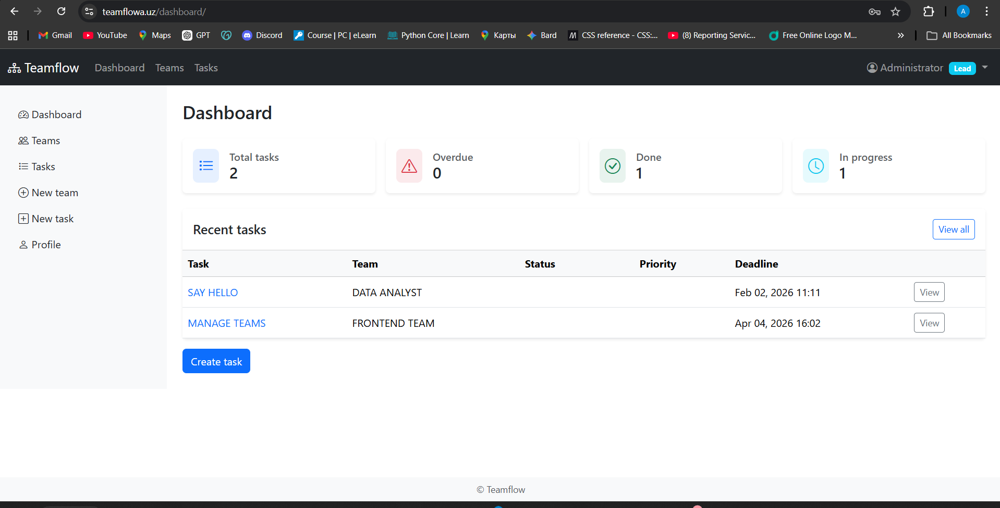 teamflowa.uz/dashboard/
A
Gmail YouTube Maps GPT Discord Course | PC | eLearn Python Core | Learn Карты Bard CSS reference - CSS:... (8) Reporting Servic... Free Online Logo M... » All Bookmarks
Teamflow Dashboard Teams Tasks Administrator Lead
Dashboard
Teams
Tasks
New team
New task
Profile
Dashboard
Total tasks
2
Overdue
0
Done
1
In progress
1
Recent tasks View all
Task Team Status Priority Deadline
SAY HELLO DATA ANALYST Feb 02, 2026 11:11 View
MANAGE TEAMS FRONTEND TEAM Apr 04, 2026 16:02 View
Create task
© Teamflow